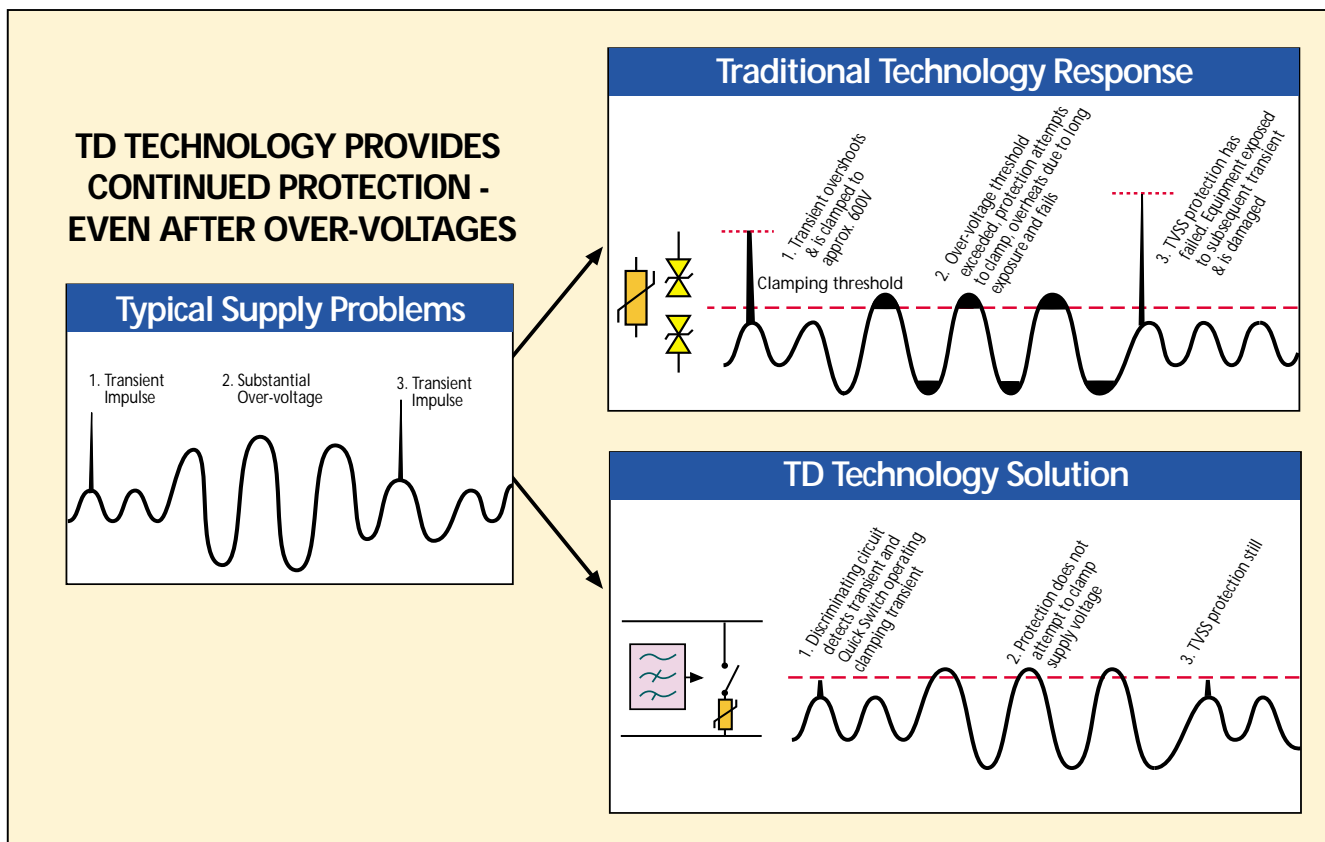 TD TECHNOLOGY PROVIDES
CONTINUED PROTECTION -
EVEN AFTER OVER-VOLTAGES
Typical Supply Problems
1. Transient
Impulse
2. Substantial
Over-voltage
3. Transient
Impulse
Traditional Technology Response
1. Transient overshoots
& is clamped to
approx. 600V
Clamping threshold
2. Over-voltage threshold
exceeded, protection attempts
to clamp, overheats due to long
exposure and fails
3. TVSS protection has
failed. Equipment exposed
to subsequent transient
& is damaged
TD Technology Solution
1. Discriminating circuit
detects transient and
Quick Switch operating
clamping transient
2. Protection does not
attempt to clamp
supply voltage
3. TVSS protection still